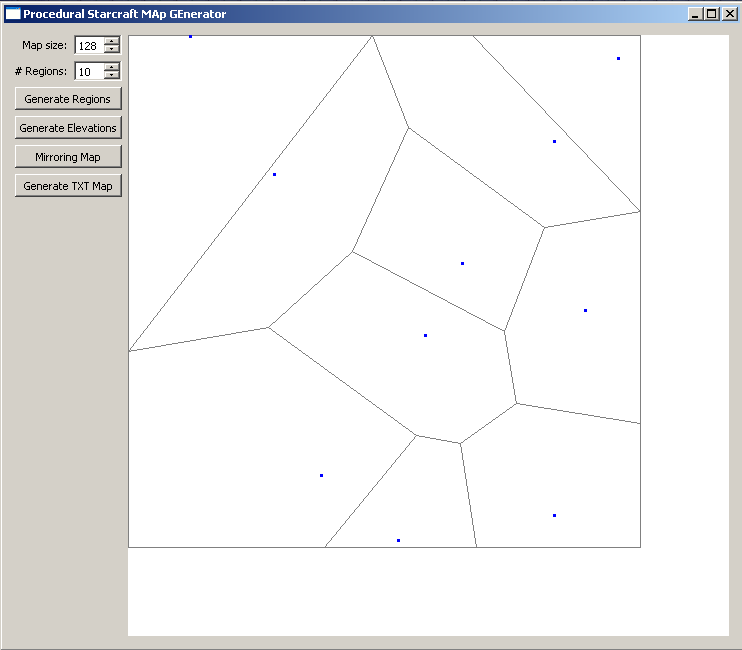 Procedural Starcraft MAp GEnerator
Map size: 128
# Regions: 10
Generate Regions
Generate Elevations
Mirroring Map
Generate TXT Map